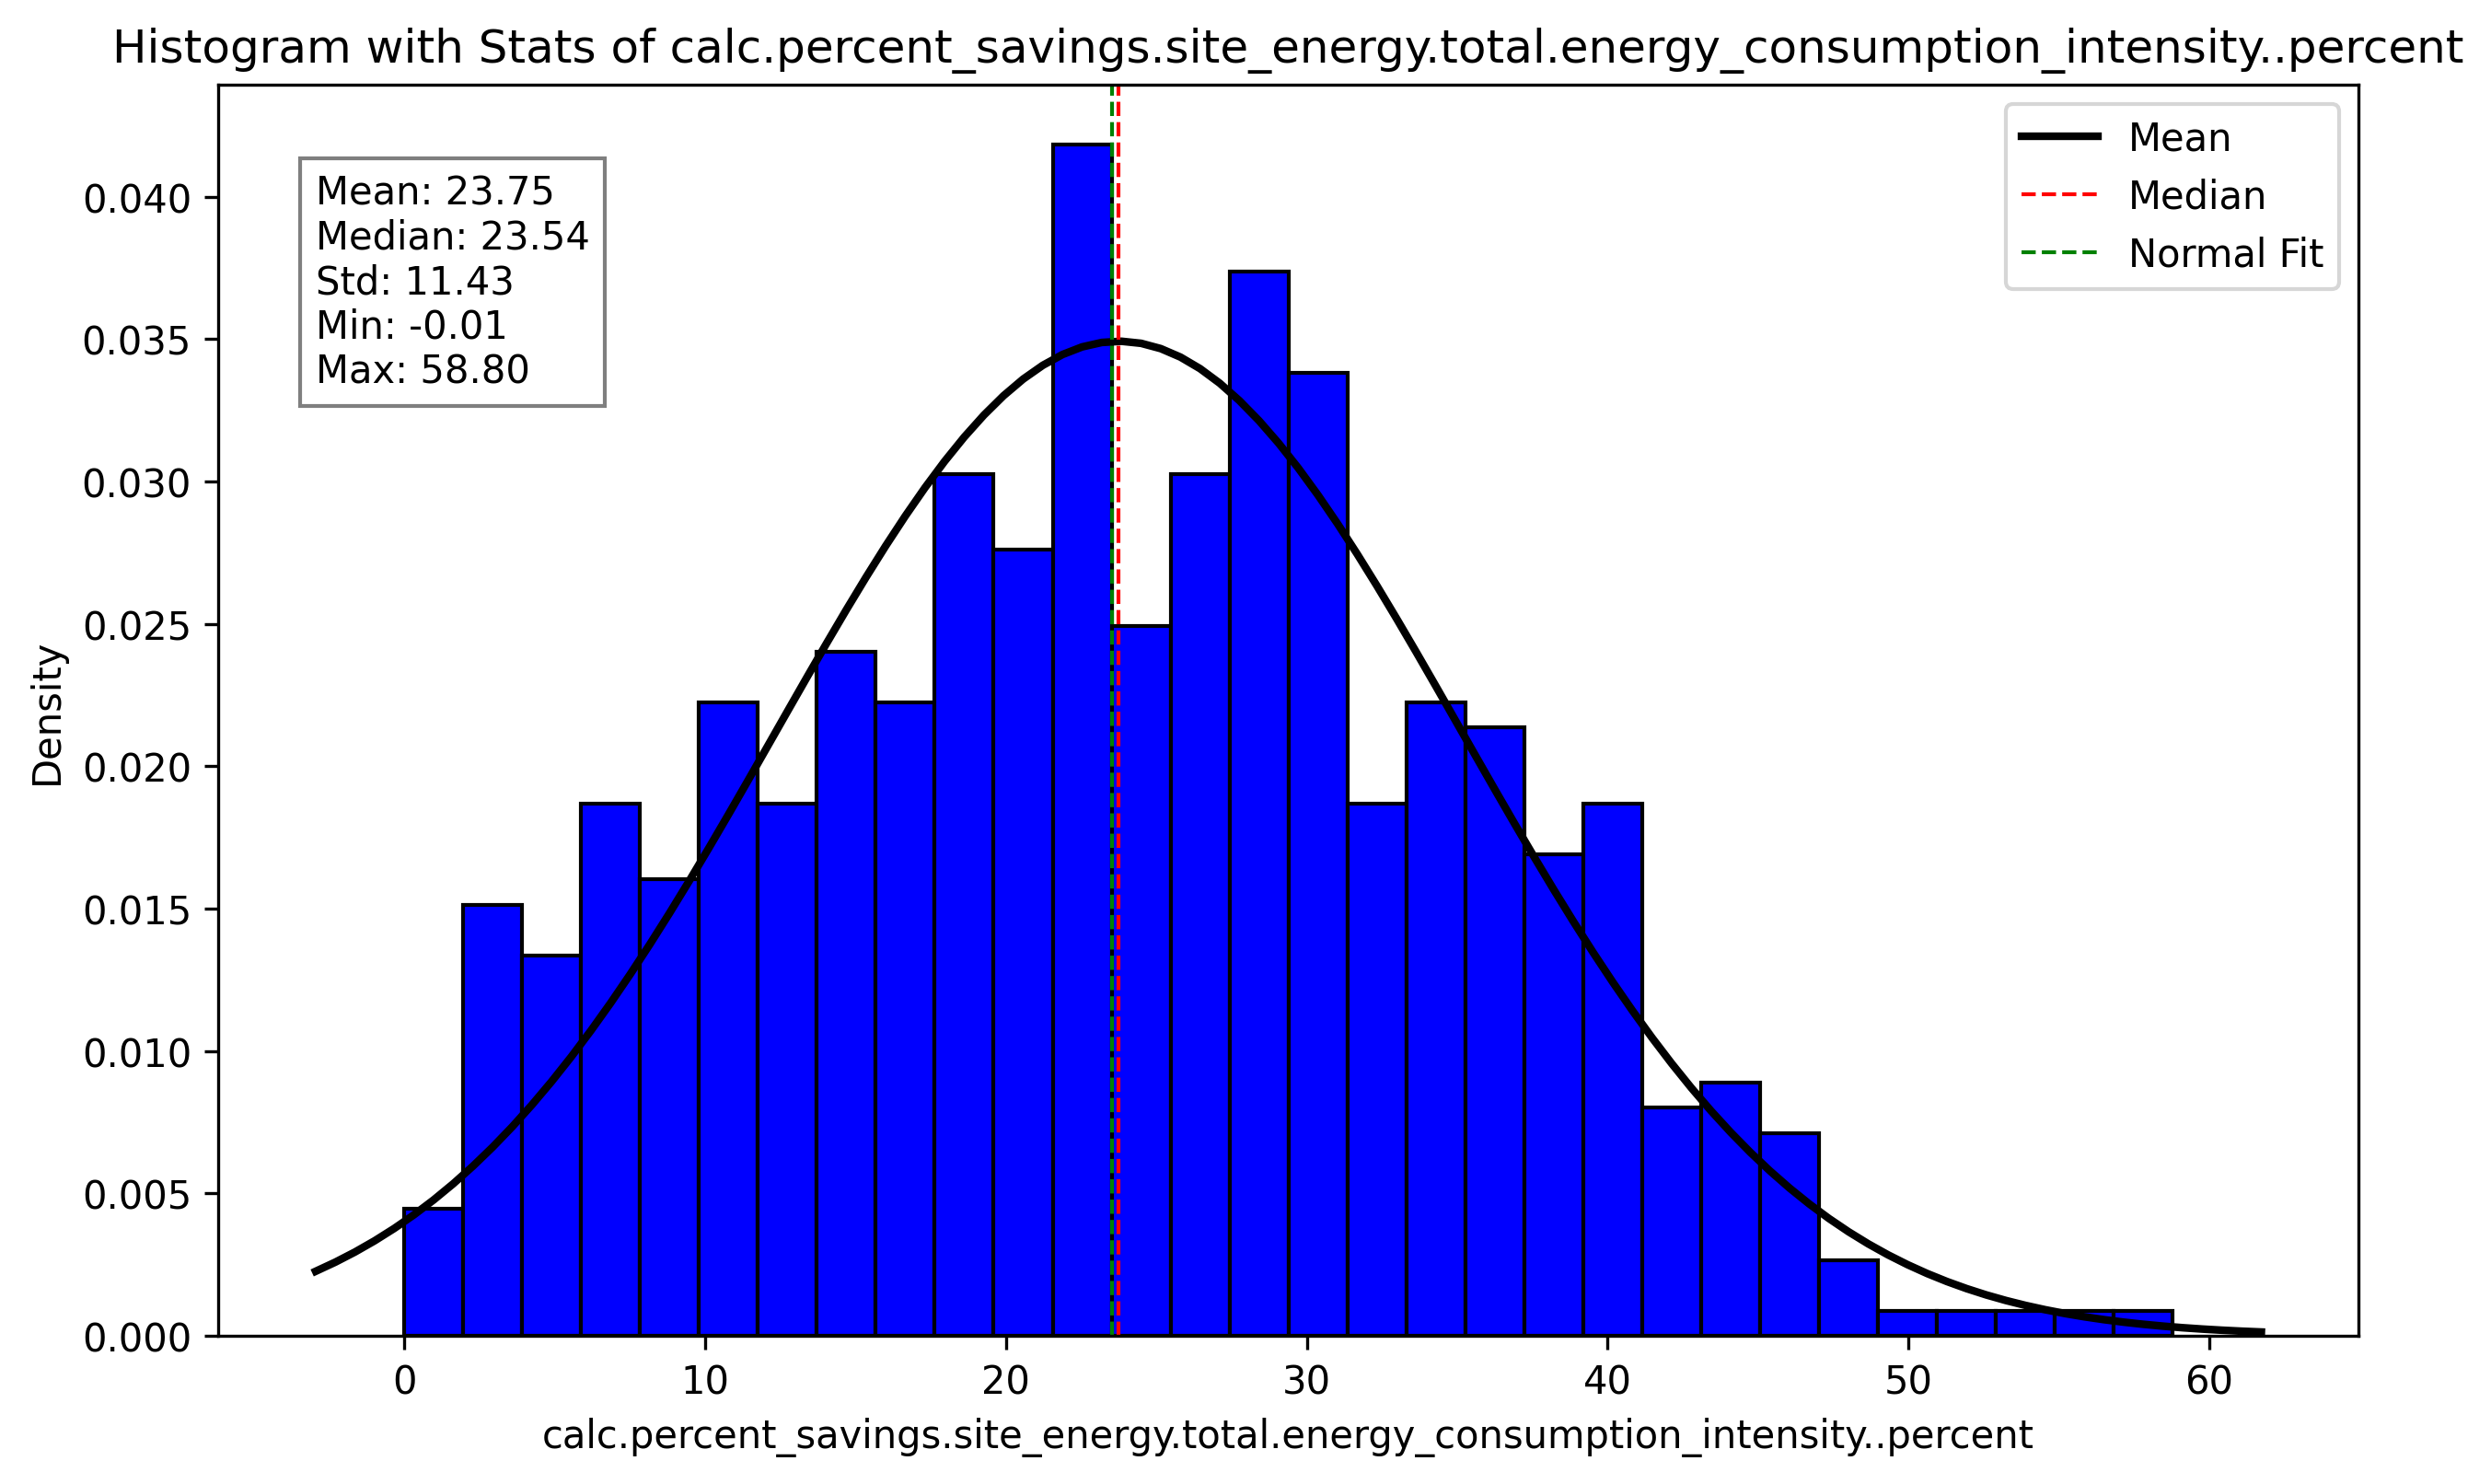 Histogram with Stats of calc.percent_savings.site_energy.total.energy_consumption_intensity..percent
Mean: 23.75
Median: 23.54
Std: 11.43
Min: -0.01
Max: 58.80
Mean
Median
Normal Fit
Density
0.040
0.035
0.030
0.025
0.020
0.015
0.010
0.005
0.000
0 10 20 30 40 50 60
calc.percent_savings.site_energy.total.energy_consumption_intensity..percent